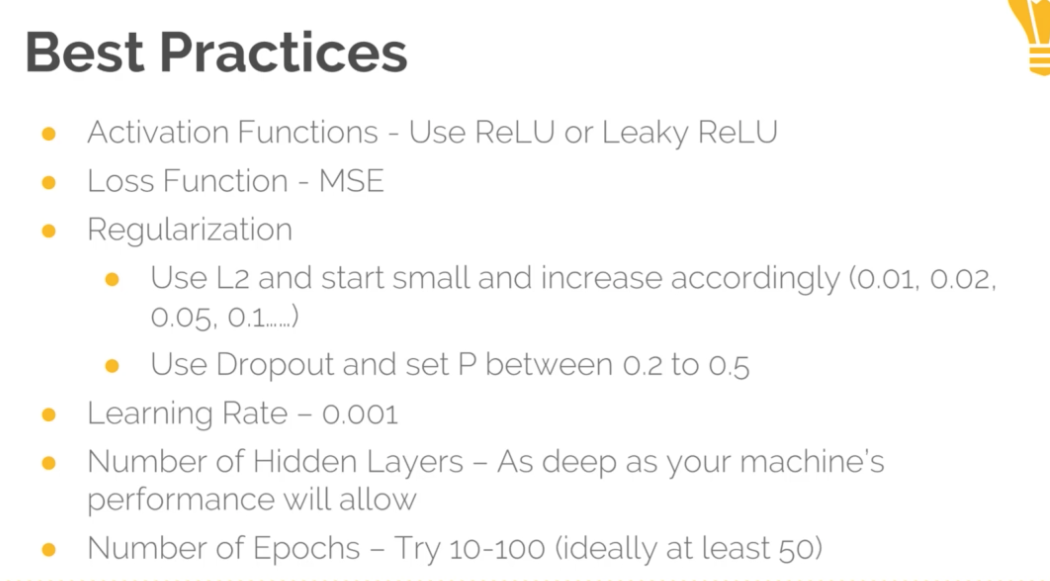 Best Practices
Activation Functions - Use ReLU or Leaky ReLU
Loss Function - MSE
Regularization
Use L2 and start small and increase accordingly (0.01, 0.02,
0.05, 0.1......)
Use Dropout and set P between 0.2 to 0.5
Learning Rate – 0.001
Number of Hidden Layers – As deep as your machine's
performance will allow
Number of Epochs – Try 10-100 (ideally at least 50)